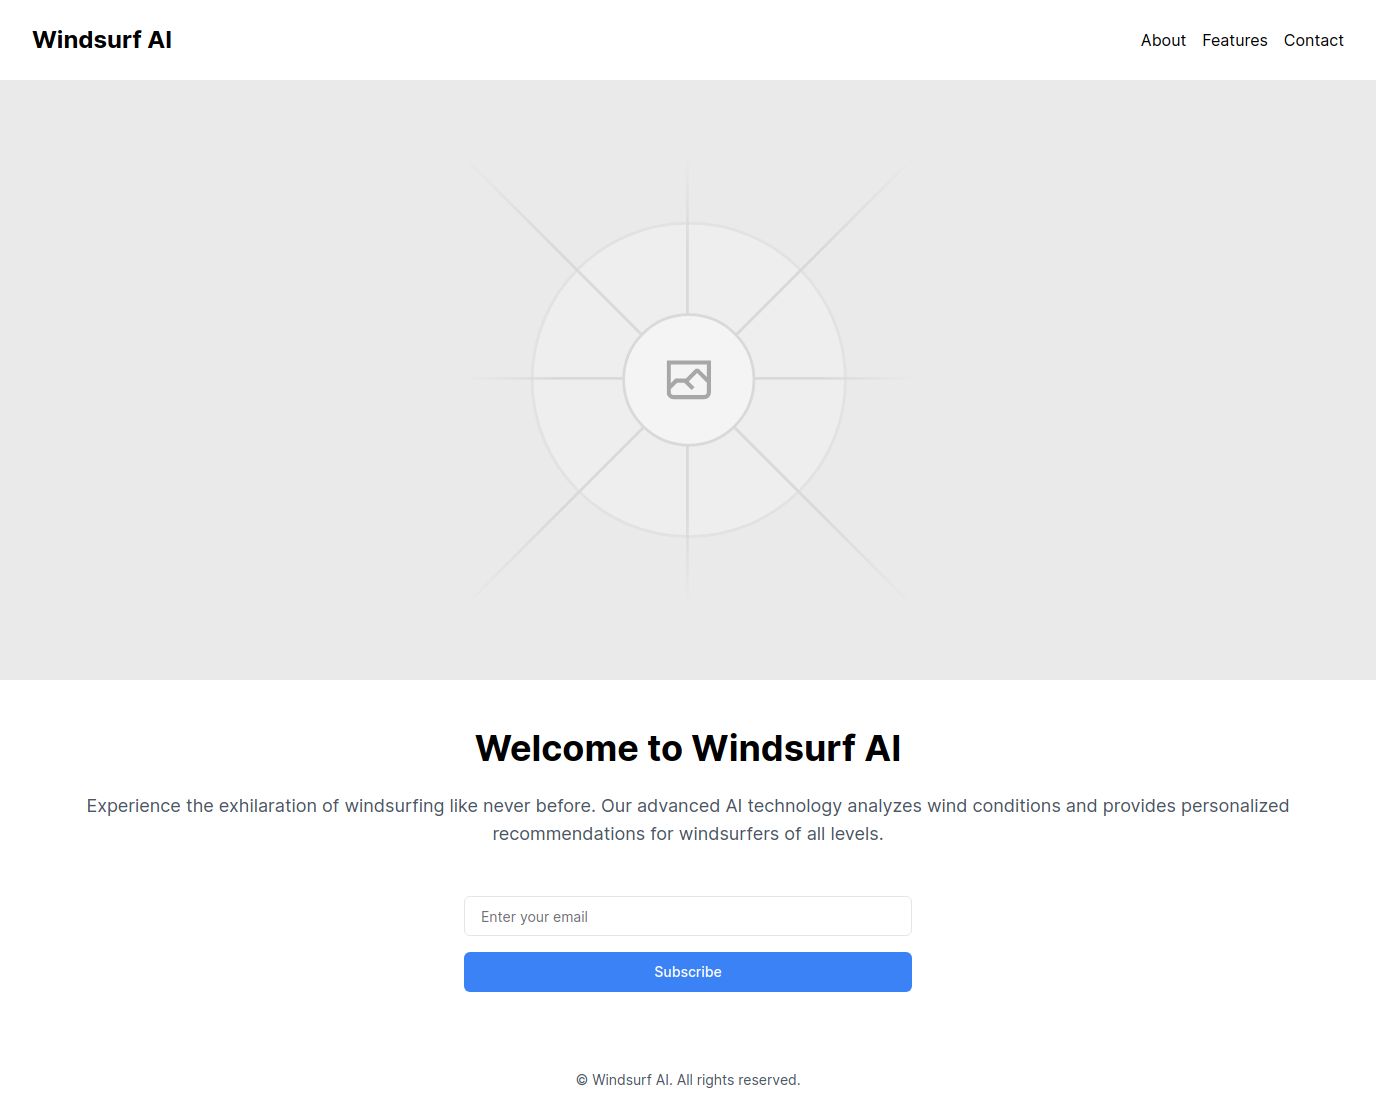 Windsurf AI
About Features Contact
Welcome to Windsurf AI
Experience the exhilaration of windsurfing like never before. Our advanced AI technology analyzes wind conditions and provides personalized
recommendations for windsurfers of all levels.
Enter your email
Subscribe
© Windsurf AI. All rights reserved.